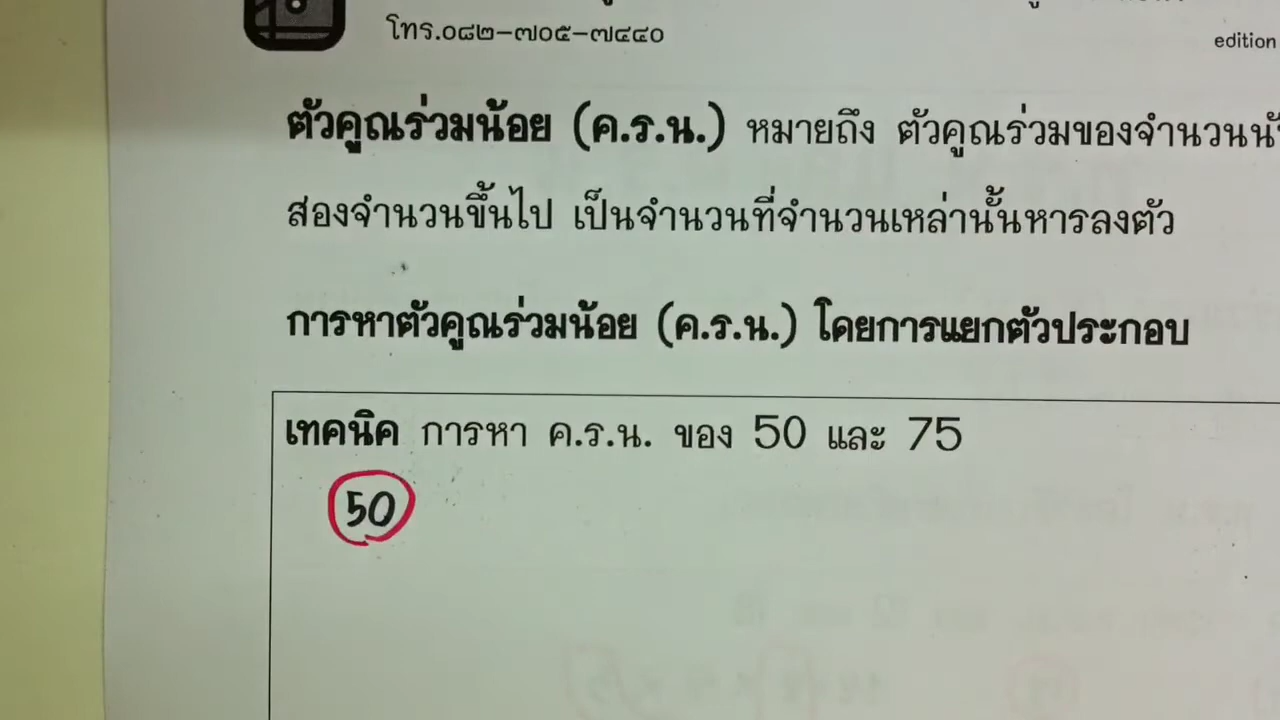 โทร.๐๘๒-๗๐๕-๗๔๔๐
edition
ตัวคูณร่วมน้อย (ค.ร.น.) หมายถึง ตัวคูณร่วมของจำนวนนับ
สองจำนวนขึ้นไป เป็นจำนวนที่จำนวนเหล่านั้นหารลงตัว
การหาตัวคูณร่วมน้อย (ค.ร.น.) โดยการแยกตัวประกอบ
เทคนิค การหา ค.ร.น. ของ 50 และ 75
50